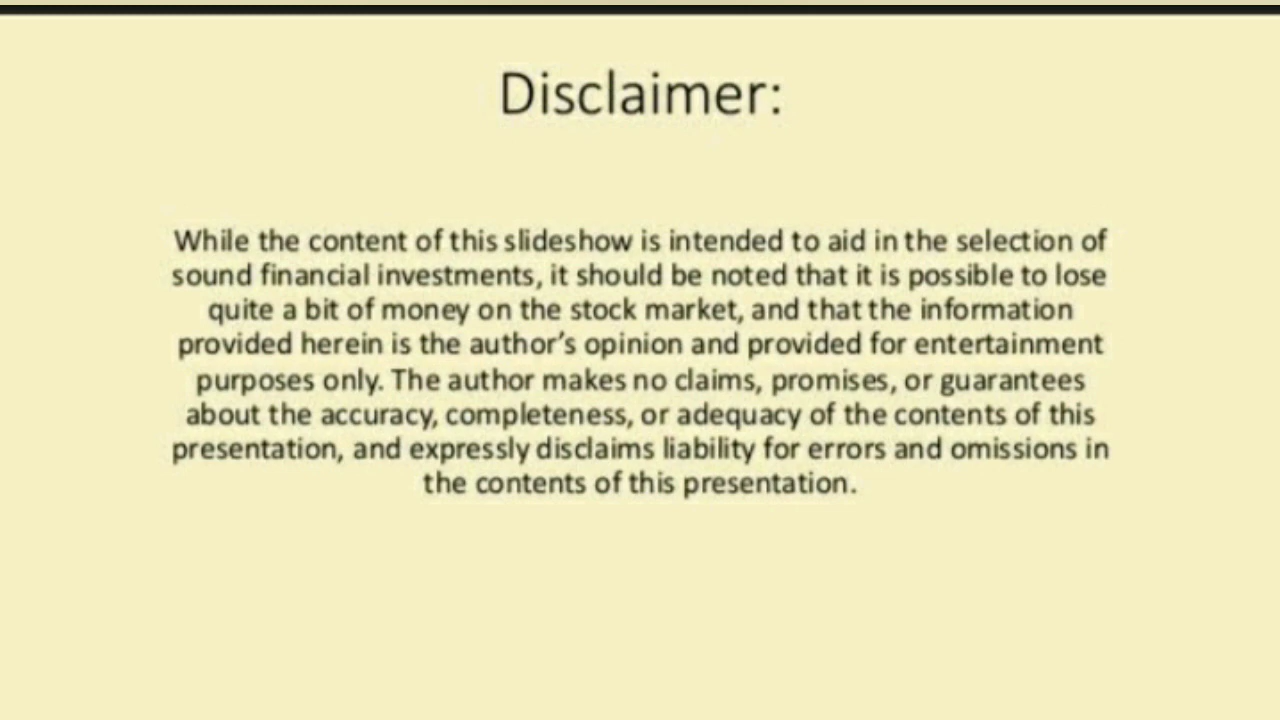 Disclaimer:
While the content of this slideshow is intended to aid in the selection of
sound financial investments, it should be noted that it is possible to lose
quite a bit of money on the stock market, and that the information
provided herein is the author’s opinion and provided for entertainment
purposes only. The author makes no claims, promises, or guarantees
about the accuracy, completeness, or adequacy of the contents of this
presentation, and expressly disclaims liability for errors and omissions in
the contents of this presentation.